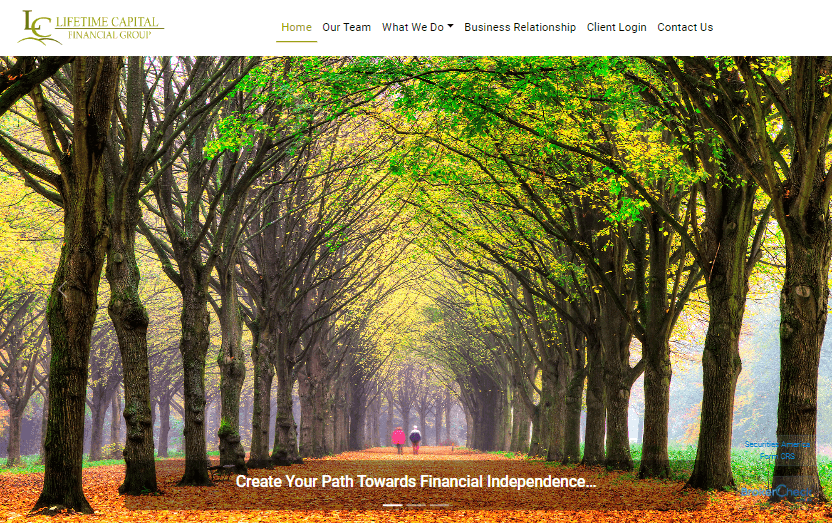 LC LIFETIME CAPITAL
FINANCIAL GROUP
Home Our Team What We Do Business Relationship Client Login Contact Us
Create Your Path Towards Financial Independence...
Securities America
Form CRS
BrokerCheck